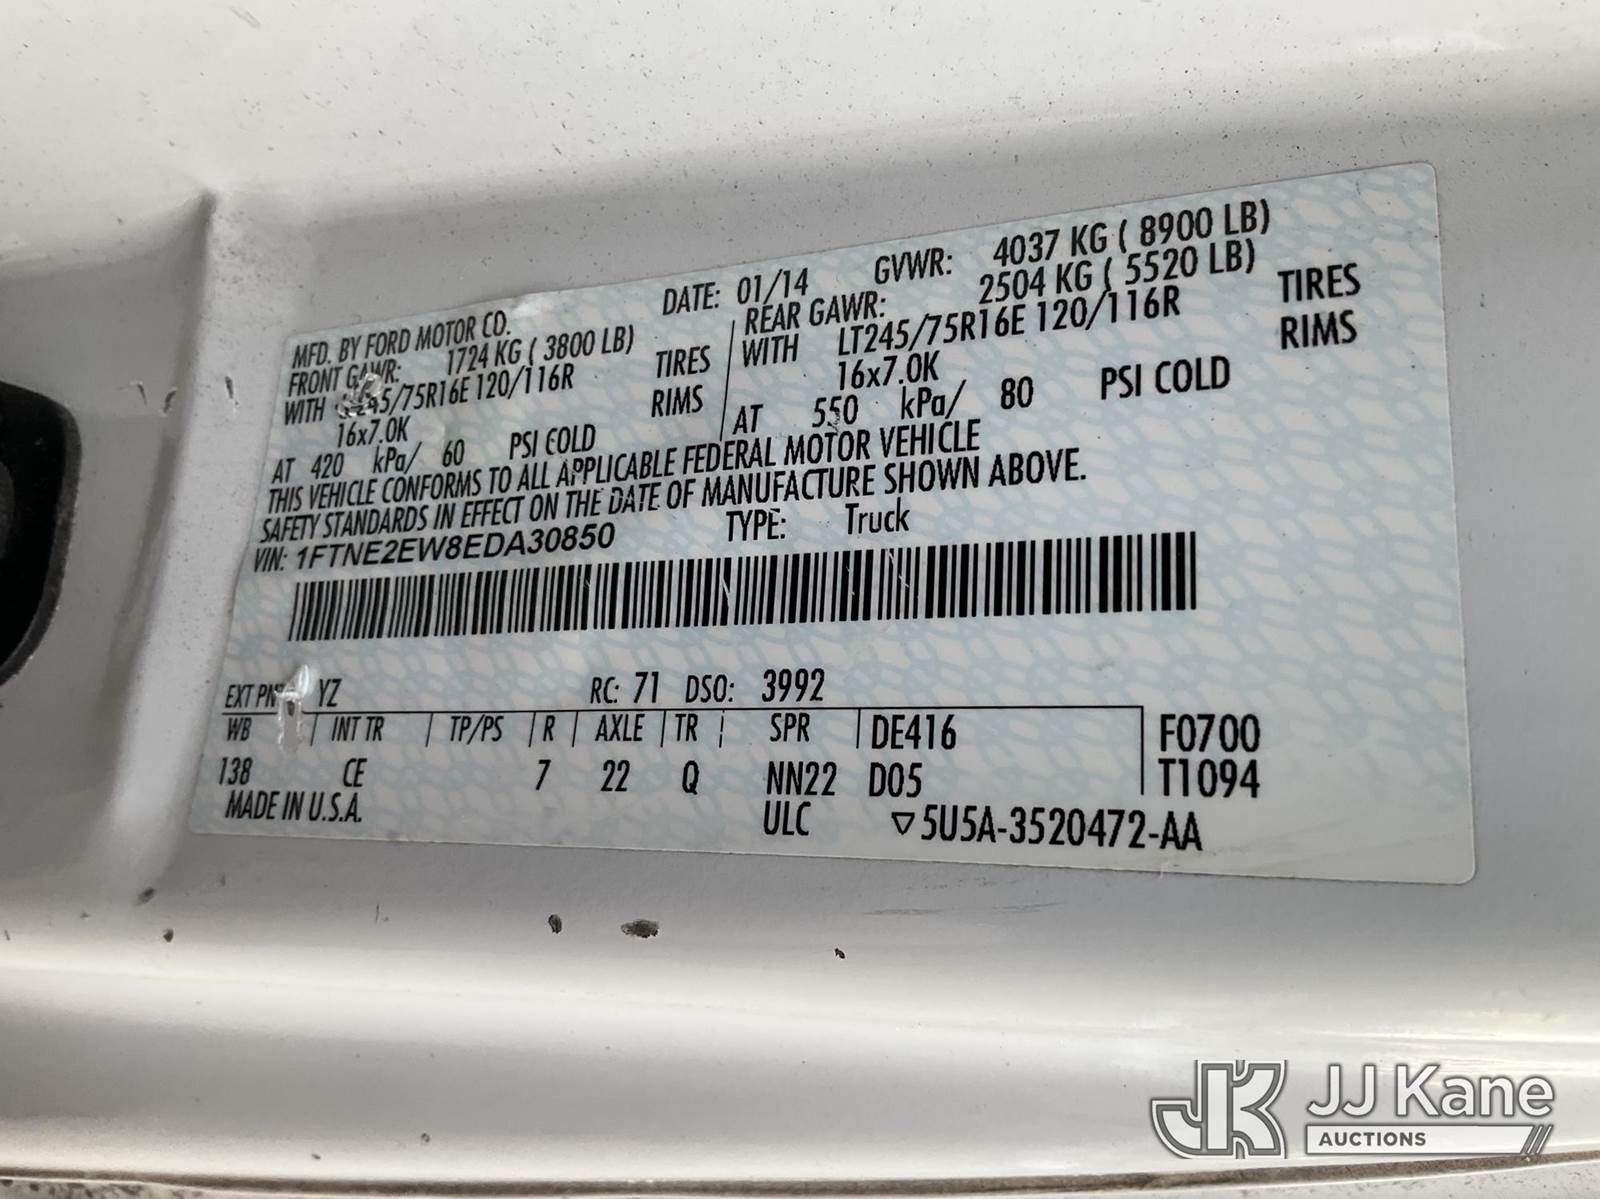 MFD. BY FORD MOTOR CO.
DATE: 01/14
GVWR: 4037 KG ( 8900 LB)
FRONT GAWR: 1724 KG ( 3800 LB)
REAR GAWR: 2504 KG ( 5520 LB)
WITH 245/75R16E 120/116R TIRES
WITH LT245/75R16E 120/116R TIRES
16x7.0K RIMS
16x7.0K RIMS
AT 420 kPa/ 60 PSI COLD
AT 550 kPa/ 80 PSI COLD
THIS VEHICLE CONFORMS TO ALL APPLICABLE FEDERAL MOTOR VEHICLE
SAFETY STANDARDS IN EFFECT ON THE DATE OF MANUFACTURE SHOWN ABOVE.
VIN: 1FTNE2EW8EDA30850 TYPE: Truck
EXT PNT YZ RC: 71 DSO: 3992
WB | INT TR | TP/PS | R | AXLE | TR | SPR | DE416 F0700
138 CE 7 22 Q NN22 D05 T1094
MADE IN U.S.A. ULC ▽5U5A-3520472-AA
JK JJ Kane
AUCTIONS